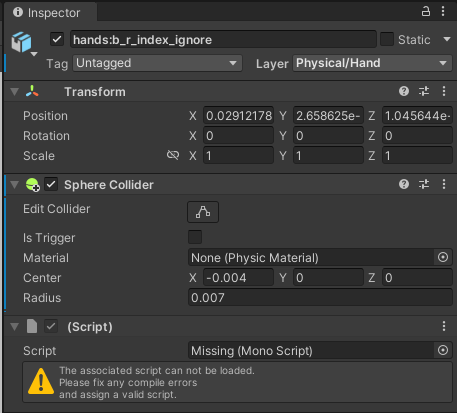 Inspector
hands:b_r_index_ignore
Static
Tag Untagged Layer Physical/Hand
Transform
Position X 0.02912178 Y 2.658625e- Z 1.045644e-
Rotation X 0 Y 0 Z 0
Scale X 1 Y 1 Z 1
Sphere Collider
Edit Collider
Is Trigger
Material None (Physic Material)
Center X -0.004 Y 0 Z 0
Radius 0.007
(Script)
Script Missing (Mono Script)
The associated script can not be loaded.
Please fix any compile errors
and assign a valid script.